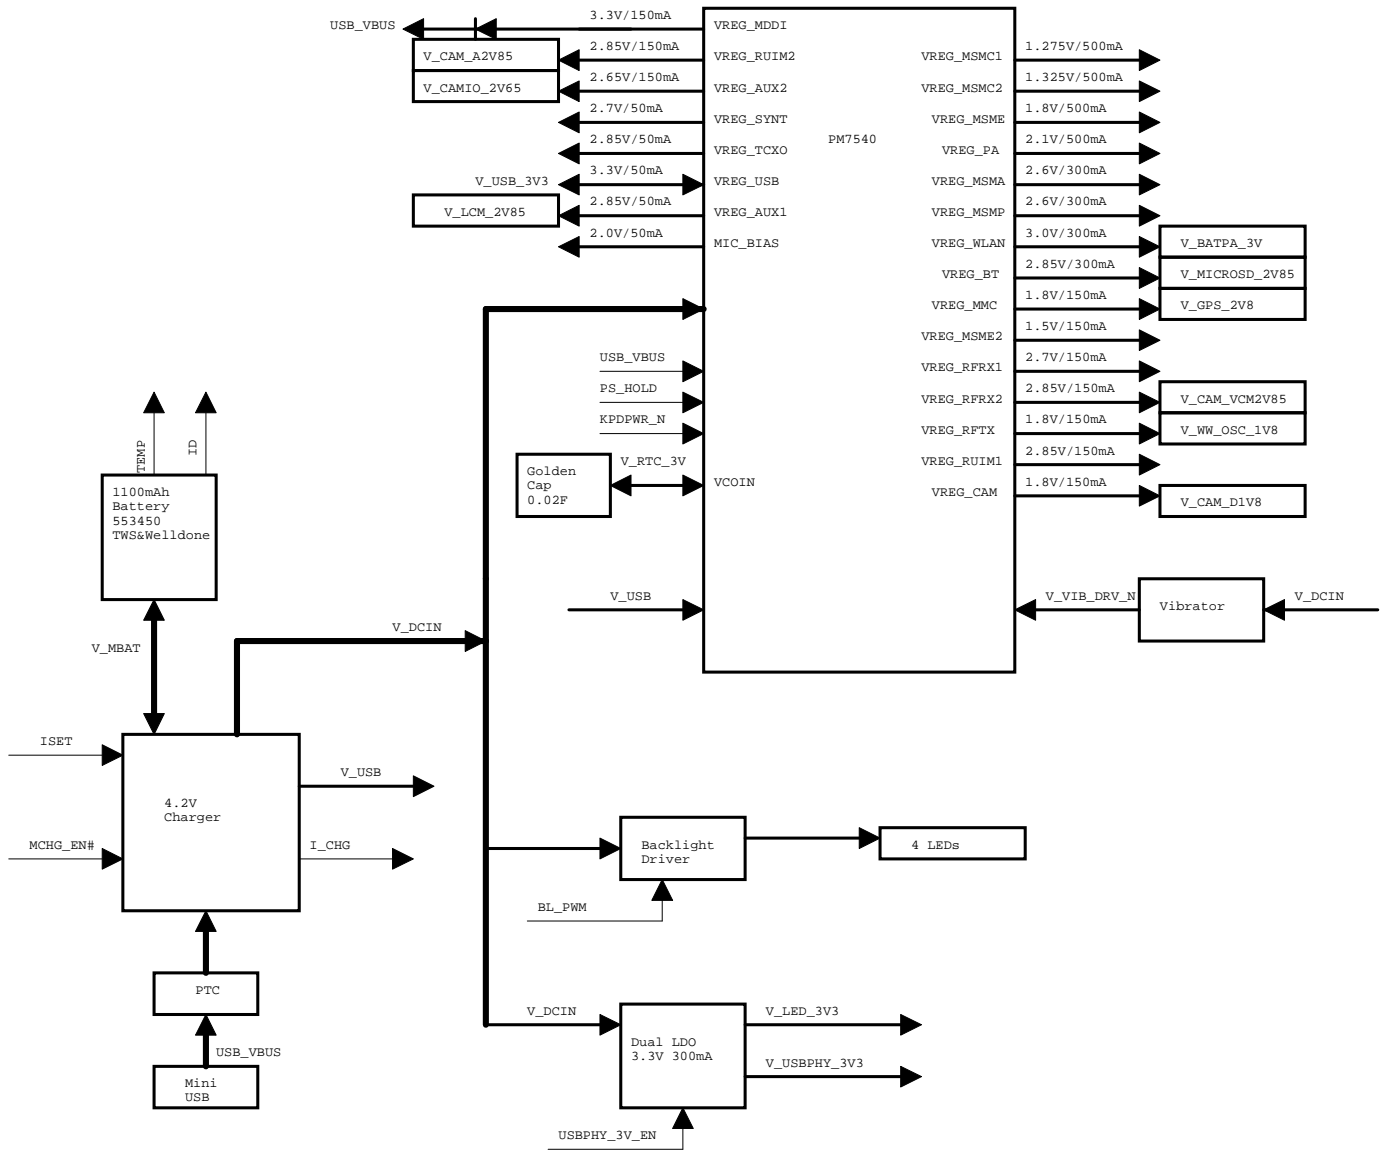 USB_VBUS
3.3V/150mA
VREG_MDDI
V_CAM_A2V85
2.85V/150mA
VREG_RUIM2
V_CAMIO_2V65
2.65V/150mA
VREG_AUX2
2.7V/50mA
VREG_SYNT
2.85V/50mA
VREG_TCXO
V_USB_3V3
3.3V/50mA
VREG_USB
V_LCM_2V85
2.85V/50mA
VREG_AUX1
2.0V/50mA
MIC_BIAS
PM7540
VREG_MSMC1
1.275V/500mA
VREG_MSMC2
1.325V/500mA
VREG_MSME
1.8V/500mA
VREG_PA
2.1V/500mA
VREG_MSMA
2.6V/300mA
VREG_MSMP
2.6V/300mA
VREG_WLAN
3.0V/300mA
V_BATPA_3V
VREG_BT
2.85V/300mA
V_MICROSD_2V85
VREG_MMC
1.8V/150mA
V_GPS_2V8
VREG_MSME2
1.5V/150mA
VREG_RFRX1
2.7V/150mA
VREG_RFRX2
2.85V/150mA
V_CAM_VCM2V85
VREG_RFTX
1.8V/150mA
V_WW_OSC_1V8
VREG_RUIM1
2.85V/150mA
VREG_CAM
1.8V/150mA
V_CAM_D1V8
USB_VBUS
PS_HOLD
KPDPWR_N
Golden
Cap
0.02F
V_RTC_3V
VCOIN
V_USB
V_VIB_DRV_N
Vibrator
V_DCIN
TEMP
ID
1100mAh
Battery
553450
TWS&Welldone
V_MBAT
V_DCIN
ISET
MCHG_EN#
4.2V
Charger
V_USB
I_CHG
PTC
USB_VBUS
Mini
USB
Backlight
Driver
4 LEDs
BL_PWM
V_DCIN
Dual LDO
3.3V 300mA
V_LED_3V3
V_USBPHY_3V3
USBPHY_3V_EN